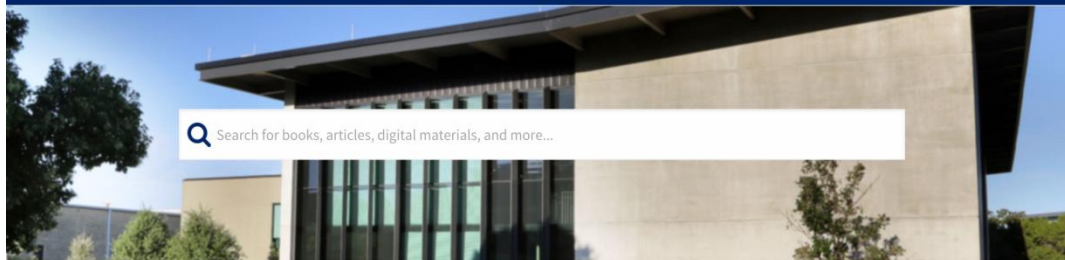 Search for books, articles, digital materials, and more...